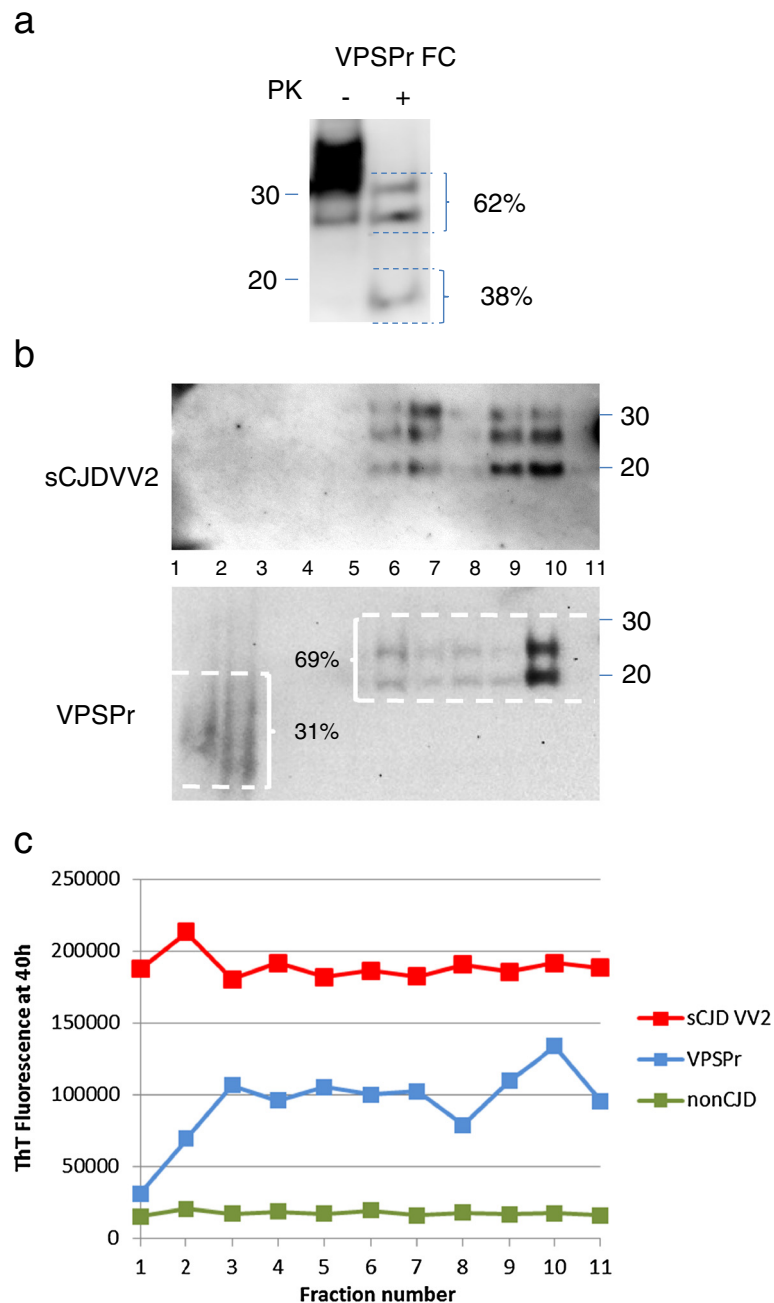 a
VPSPr FC
PK - +
30
62%
20
38%
b
30
sCJDVV2
20
1 2 3 4 5 6 7 8 9 10 11
30
69%
20
VPSPr
31%
c
250000
200000
150000
100000
50000
0
ThT Fluorescence at 40h
sCJD VV2
VPSPr
nonCJD
1 2 3 4 5 6 7 8 9 10 11
Fraction number